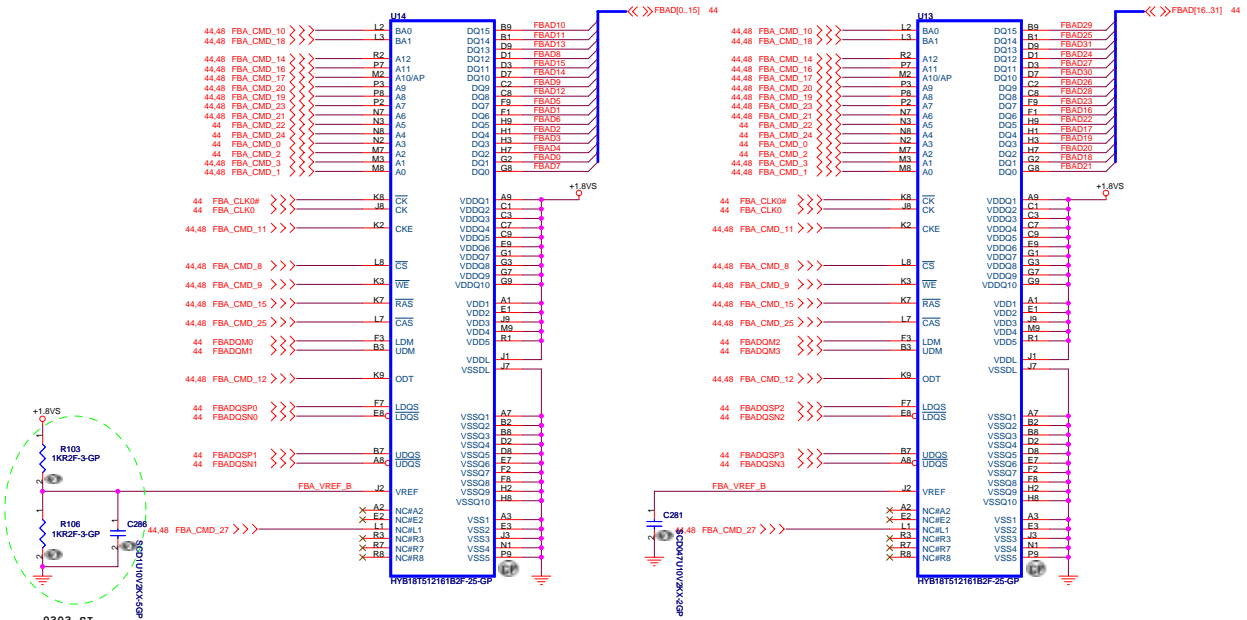 U14
FBAD[0..15] 44
44,48 FBA_CMD_10 L2 BA0 DQ15 B9 FBAD10
44,48 FBA_CMD_18 L3 BA1 DQ14 B1 FBAD11
DQ13 D9 FBAD13
44,48 FBA_CMD_14 R2 A12 DQ12 D1 FBAD8
44,48 FBA_CMD_16 P7 A11 DQ11 D3 FBAD15
44,48 FBA_CMD_17 M2 A10/AP DQ10 D7 FBAD14
44,48 FBA_CMD_20 P3 A9 DQ9 C2 FBAD9
44,48 FBA_CMD_19 P8 A8 DQ8 C8 FBAD12
44,48 FBA_CMD_23 P2 A7 DQ7 F9 FBAD5
44,48 FBA_CMD_21 N7 A6 DQ6 F1 FBAD1
44 FBA_CMD_22 N3 A5 DQ5 H9 FBAD6
44 FBA_CMD_24 N8 A4 DQ4 H1 FBAD2
44 FBA_CMD_0 N2 A3 DQ3 H3 FBAD3
44 FBA_CMD_2 M7 A2 DQ2 H7 FBAD4
44,48 FBA_CMD_3 M3 A1 DQ1 G2 FBAD0
44,48 FBA_CMD_1 M8 A0 DQ0 G8 FBAD7
+1.8VS
44 FBA_CLK0# K8 CK VDDQ1 A9
44 FBA_CLK0 J8 CK VDDQ2 C1
VDDQ3 C3
44,48 FBA_CMD_11 K2 CKE VDDQ4 C7
VDDQ5 C9
VDDQ6 E9
VDDQ7 G1
44,48 FBA_CMD_8 L8 CS VDDQ8 G3
VDDQ9 G7
44,48 FBA_CMD_9 K3 WE VDDQ10 G9
44,48 FBA_CMD_15 K7 RAS VDD1 A1
VDD2 E1
44,48 FBA_CMD_25 L7 CAS VDD3 J9
VDD4 M9
44 FBADQM0 F3 LDM VDD5 R1
44 FBADQM1 B3 UDM
VDDL J1
VSSDL J7
44,48 FBA_CMD_12 K9 ODT
44 FBADQSP0 F7 LDQS
44 FBADQSN0 E8 LDQS VSSQ1 A7
VSSQ2 B2
VSSQ3 B8
VSSQ4 D2
44 FBADQSP1 B7 UDQS VSSQ5 D8
44 FBADQSN1 A8 UDQS VSSQ6 E7
VSSQ7 F2
VSSQ8 F8
FBA_VREF_B J2 VREF VSSQ9 H2
VSSQ10 H8
A2 NC#A2
E2 NC#E2 VSS1 A3
44,48 FBA_CMD_27 L1 NC#L1 VSS2 E3
R3 NC#R3 VSS3 J3
R7 NC#R7 VSS4 N1
R8 NC#R8 VSS5 P9
GP
HYB18T512161B2F-25-GP
+1.8VS
1
R103
1KR2F-3-GP
2
1
R106
1KR2F-3-GP
2
1
C286
2
SCD1U10V2KX-5GP
0303 ST
U13
FBAD[16..31] 44
44,48 FBA_CMD_10 L2 BA0 DQ15 B9 FBAD29
44,48 FBA_CMD_18 L3 BA1 DQ14 B1 FBAD25
DQ13 D9 FBAD31
44,48 FBA_CMD_14 R2 A12 DQ12 D1 FBAD24
44,48 FBA_CMD_16 P7 A11 DQ11 D3 FBAD27
44,48 FBA_CMD_17 M2 A10/AP DQ10 D7 FBAD30
44,48 FBA_CMD_20 P3 A9 DQ9 C2 FBAD26
44,48 FBA_CMD_19 P8 A8 DQ8 C8 FBAD28
44,48 FBA_CMD_23 P2 A7 DQ7 F9 FBAD23
44,48 FBA_CMD_21 N7 A6 DQ6 F1 FBAD16
44 FBA_CMD_22 N3 A5 DQ5 H9 FBAD22
44 FBA_CMD_24 N8 A4 DQ4 H1 FBAD17
44 FBA_CMD_0 N2 A3 DQ3 H3 FBAD19
44 FBA_CMD_2 M7 A2 DQ2 H7 FBAD20
44,48 FBA_CMD_3 M3 A1 DQ1 G2 FBAD18
44,48 FBA_CMD_1 M8 A0 DQ0 G8 FBAD21
+1.8VS
44 FBA_CLK0# K8 CK VDDQ1 A9
44 FBA_CLK0 J8 CK VDDQ2 C1
VDDQ3 C3
44,48 FBA_CMD_11 K2 CKE VDDQ4 C7
VDDQ5 C9
VDDQ6 E9
VDDQ7 G1
44,48 FBA_CMD_8 L8 CS VDDQ8 G3
VDDQ9 G7
44,48 FBA_CMD_9 K3 WE VDDQ10 G9
44,48 FBA_CMD_15 K7 RAS VDD1 A1
VDD2 E1
44,48 FBA_CMD_25 L7 CAS VDD3 J9
VDD4 M9
44 FBADQM2 F3 LDM VDD5 R1
44 FBADQM3 B3 UDM
VDDL J1
VSSDL J7
44,48 FBA_CMD_12 K9 ODT
44 FBADQSP2 F7 LDQS
44 FBADQSN2 E8 LDQS VSSQ1 A7
VSSQ2 B2
VSSQ3 B8
VSSQ4 D2
44 FBADQSP3 B7 UDQS VSSQ5 D8
44 FBADQSN3 A8 UDQS VSSQ6 E7
VSSQ7 F2
VSSQ8 F8
FBA_VREF_B J2 VREF VSSQ9 H2
VSSQ10 H8
A2 NC#A2
E2 NC#E2 VSS1 A3
44,48 FBA_CMD_27 L1 NC#L1 VSS2 E3
R3 NC#R3 VSS3 J3
R7 NC#R7 VSS4 N1
R8 NC#R8 VSS5 P9
GP
HYB18T512161B2F-25-GP
1
C281
2
SCD047U10V2KX-2GP